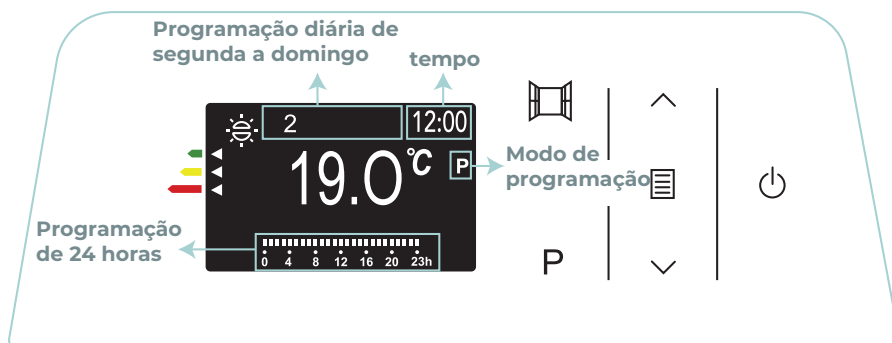 Programação diária de
segunda a domingo
tempo
2
12:00
19.0°C
P
Modo de
programação
Programação
de 24 horas
0 4 8 12 16 20 23h
P